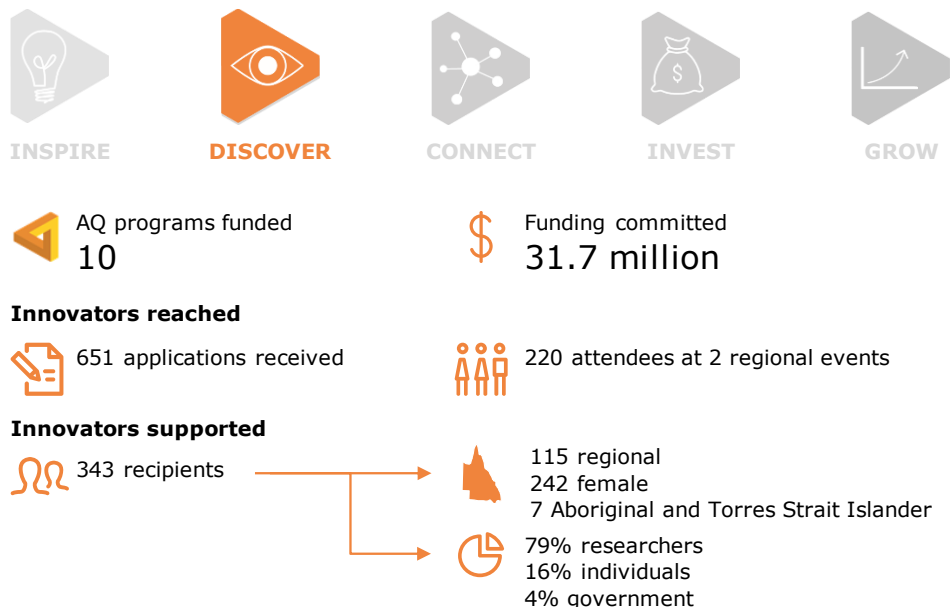 INSPIRE
DISCOVER
CONNECT
INVEST
GROW
AQ programs funded
10
$
Funding committed
31.7 million
Innovators reached
651 applications received
220 attendees at 2 regional events
Innovators supported
343 recipients
115 regional
242 female
7 Aboriginal and Torres Strait Islander
79% researchers
16% individuals
4% government